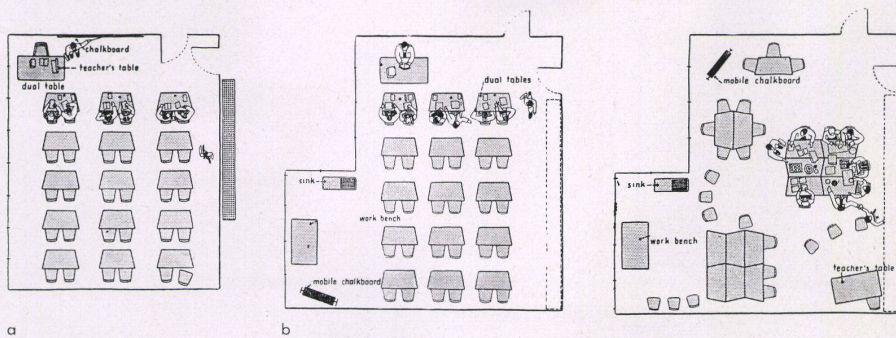 chalkboard
teacher's table
dual table
a
dual tables
sink
work bench
mobile chalkboard
b
mobile chalkboard
sink
work bench
teacher's table